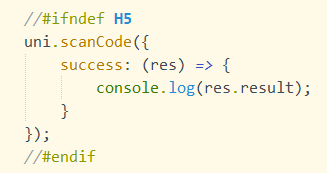 //#ifndef H5
uni.scanCode({
    success: (res) => {
        console.log(res.result);
    }
});
//#endif